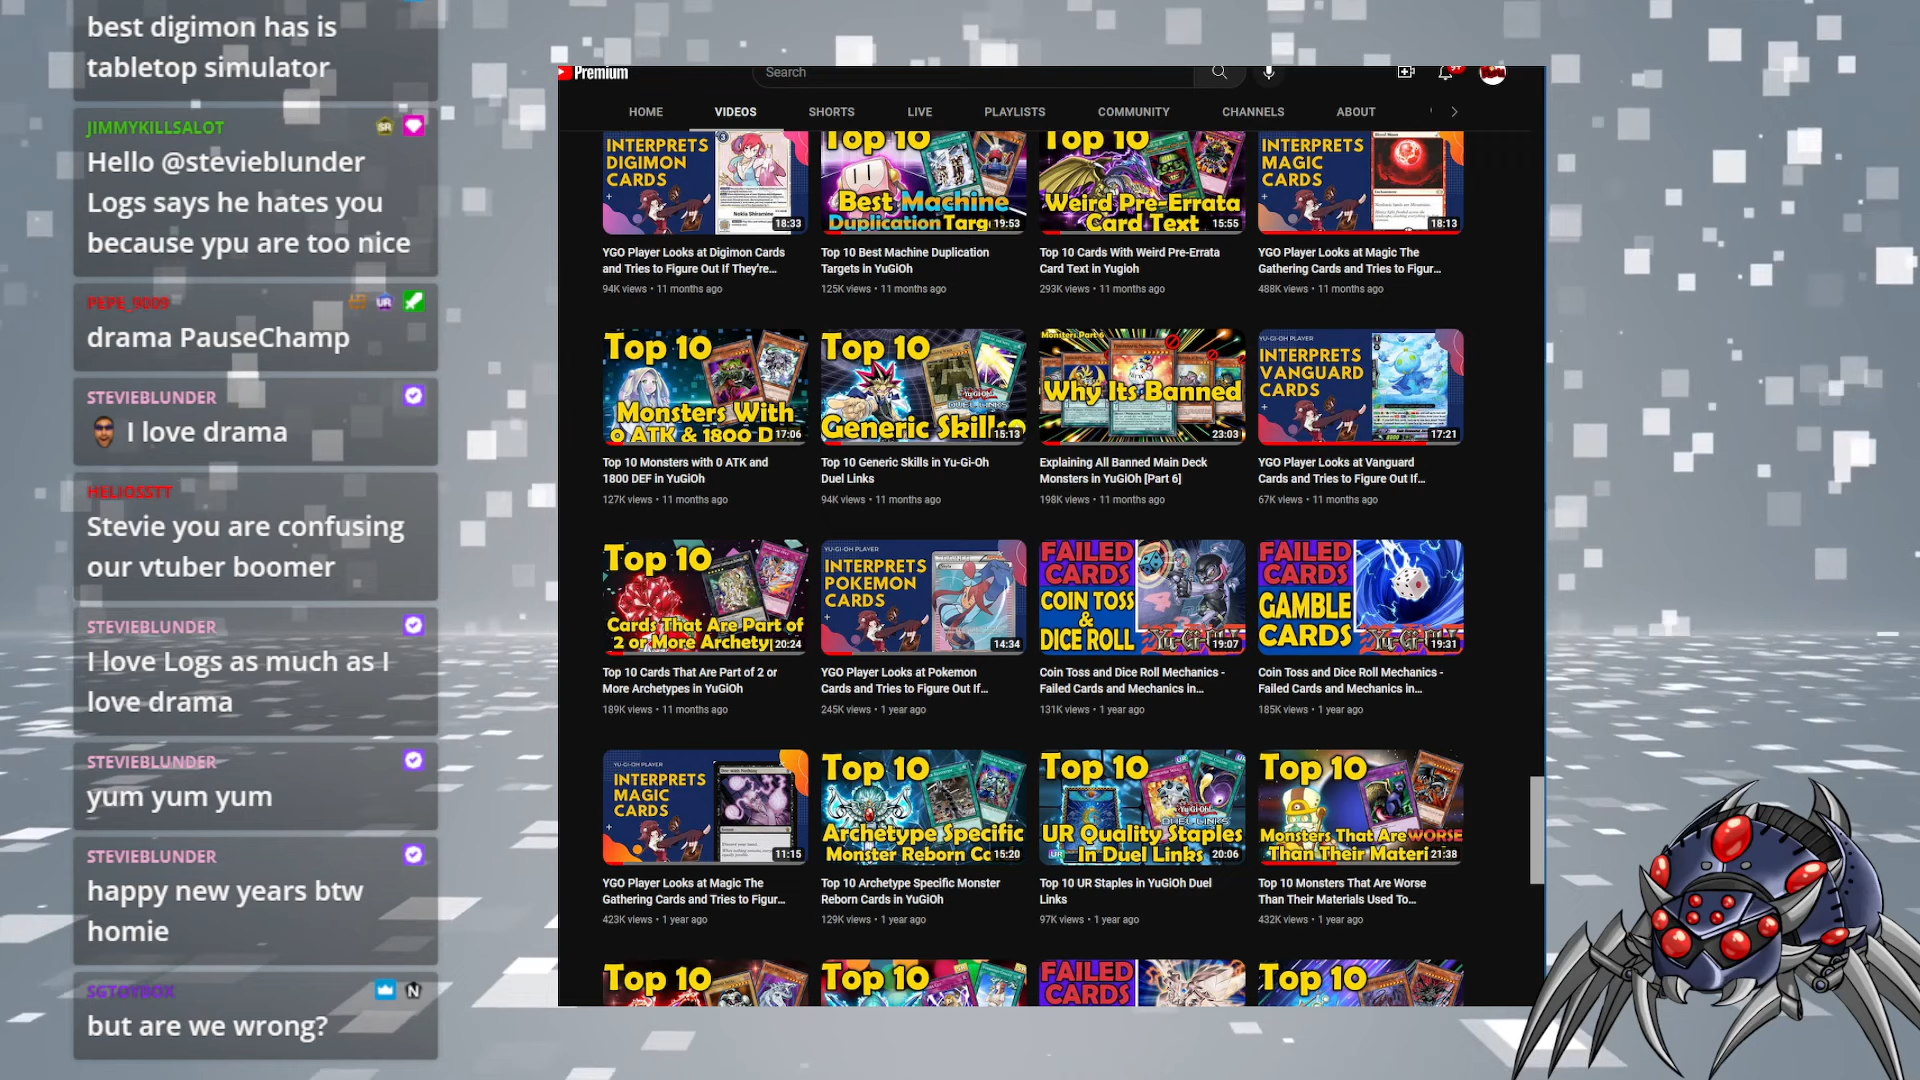 best digimon has is
tabletop simulator
JIMMYKILLSALOT
Hello @stevieblunder
Logs says he hates you
because ypu are too nice
PEPE_9009
drama PauseChamp
STEVIEBLUNDER
I love drama
HELIOSSTT
Stevie you are confusing
our vtuber boomer
STEVIEBLUNDER
I love Logs as much as I
love drama
STEVIEBLUNDER
yum yum yum
STEVIEBLUNDER
happy new years btw
homie
SGTOYBOX
but are we wrong?
Premium
Search
HOME VIDEOS SHORTS LIVE PLAYLISTS COMMUNITY CHANNELS ABOUT
INTERPRETS
DIGIMON
CARDS
18:33
YGO Player Looks at Digimon Cards
and Tries to Figure Out If They're...
94K views • 11 months ago
Top 10
Best Machine
Duplication Targ
19:53
Top 10 Best Machine Duplication
Targets in YuGiOh
125K views • 11 months ago
Top 10
Weird Pre-Errata
Card Text
15:55
Top 10 Cards With Weird Pre-Errata
Card Text in Yugioh
293K views • 11 months ago
INTERPRETS
MAGIC
CARDS
18:13
YGO Player Looks at Magic The
Gathering Cards and Tries to Figur...
488K views • 11 months ago
Top 10
Monsters With
0 ATK & 1800 D
17:06
Top 10 Monsters with 0 ATK and
1800 DEF in YuGiOh
127K views • 11 months ago
Top 10
DUEL LINKS
Generic Skills
15:13
Top 10 Generic Skills in Yu-Gi-Oh
Duel Links
94K views • 11 months ago
Monsters Part 6
Why Its Banned
23:03
Explaining All Banned Main Deck
Monsters in YuGiOh [Part 6]
198K views • 11 months ago
YU-GI-OH PLAYER
INTERPRETS
VANGUARD
CARDS
17:21
YGO Player Looks at Vanguard
Cards and Tries to Figure Out If...
67K views • 11 months ago
Top 10
Cards That Are Part of
2 or More Archety
20:24
Top 10 Cards That Are Part of 2 or
More Archetypes in YuGiOh
189K views • 11 months ago
YU-GI-OH PLAYER
INTERPRETS
POKEMON
CARDS
14:34
YGO Player Looks at Pokemon
Cards and Tries to Figure Out If...
245K views • 1 year ago
FAILED
CARDS
COIN TOSS
&
DICE ROLL
19:07
Coin Toss and Dice Roll Mechanics -
Failed Cards and Mechanics in...
131K views • 1 year ago
FAILED
CARDS
GAMBLE
CARDS
19:31
Coin Toss and Dice Roll Mechanics -
Failed Cards and Mechanics in...
185K views • 1 year ago
YU-GI-OH PLAYER
INTERPRETS
MAGIC
CARDS
11:15
YGO Player Looks at Magic The
Gathering Cards and Tries to Figur...
423K views • 1 year ago
Top 10
Archetype Specific
Monster Reborn Ca
15:20
Top 10 Archetype Specific Monster
Reborn Cards in YuGiOh
129K views • 1 year ago
Top 10
DUEL LINKS
UR Quality Staples
UR In Duel Links
20:06
Top 10 UR Staples in YuGiOh Duel
Links
97K views • 1 year ago
Top 10
Monsters That Are WORSE
Than Their Materi
21:38
Top 10 Monsters That Are Worse
Than Their Materials Used To...
432K views • 1 year ago
Top 10
Top 10
FAILED
CARDS
Top 10